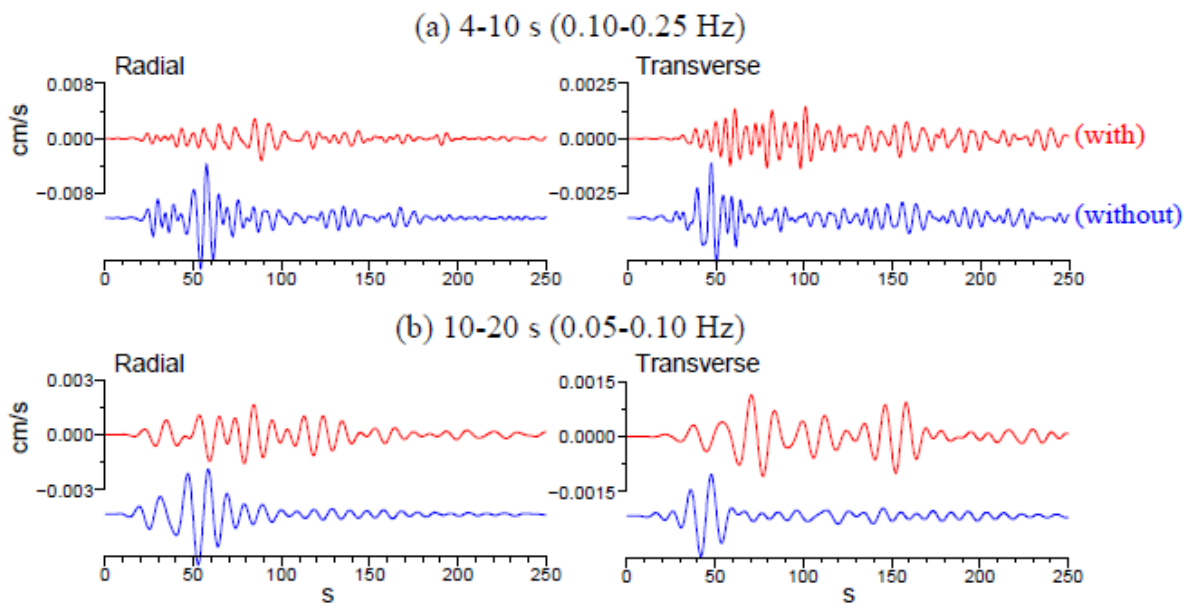 (a) 4-10 s (0.10-0.25 Hz)
Radial
Transverse
0.008
0.000
−0.008
cm/s
0.0025
0.0000
−0.0025
(with)
(without)
0 50 100 150 200 250
0 50 100 150 200 250
(b) 10-20 s (0.05-0.10 Hz)
Radial
Transverse
0.003
0.000
−0.003
cm/s
0.0015
0.0000
−0.0015
0 50 100 150 200 250
0 50 100 150 200 250
s
s